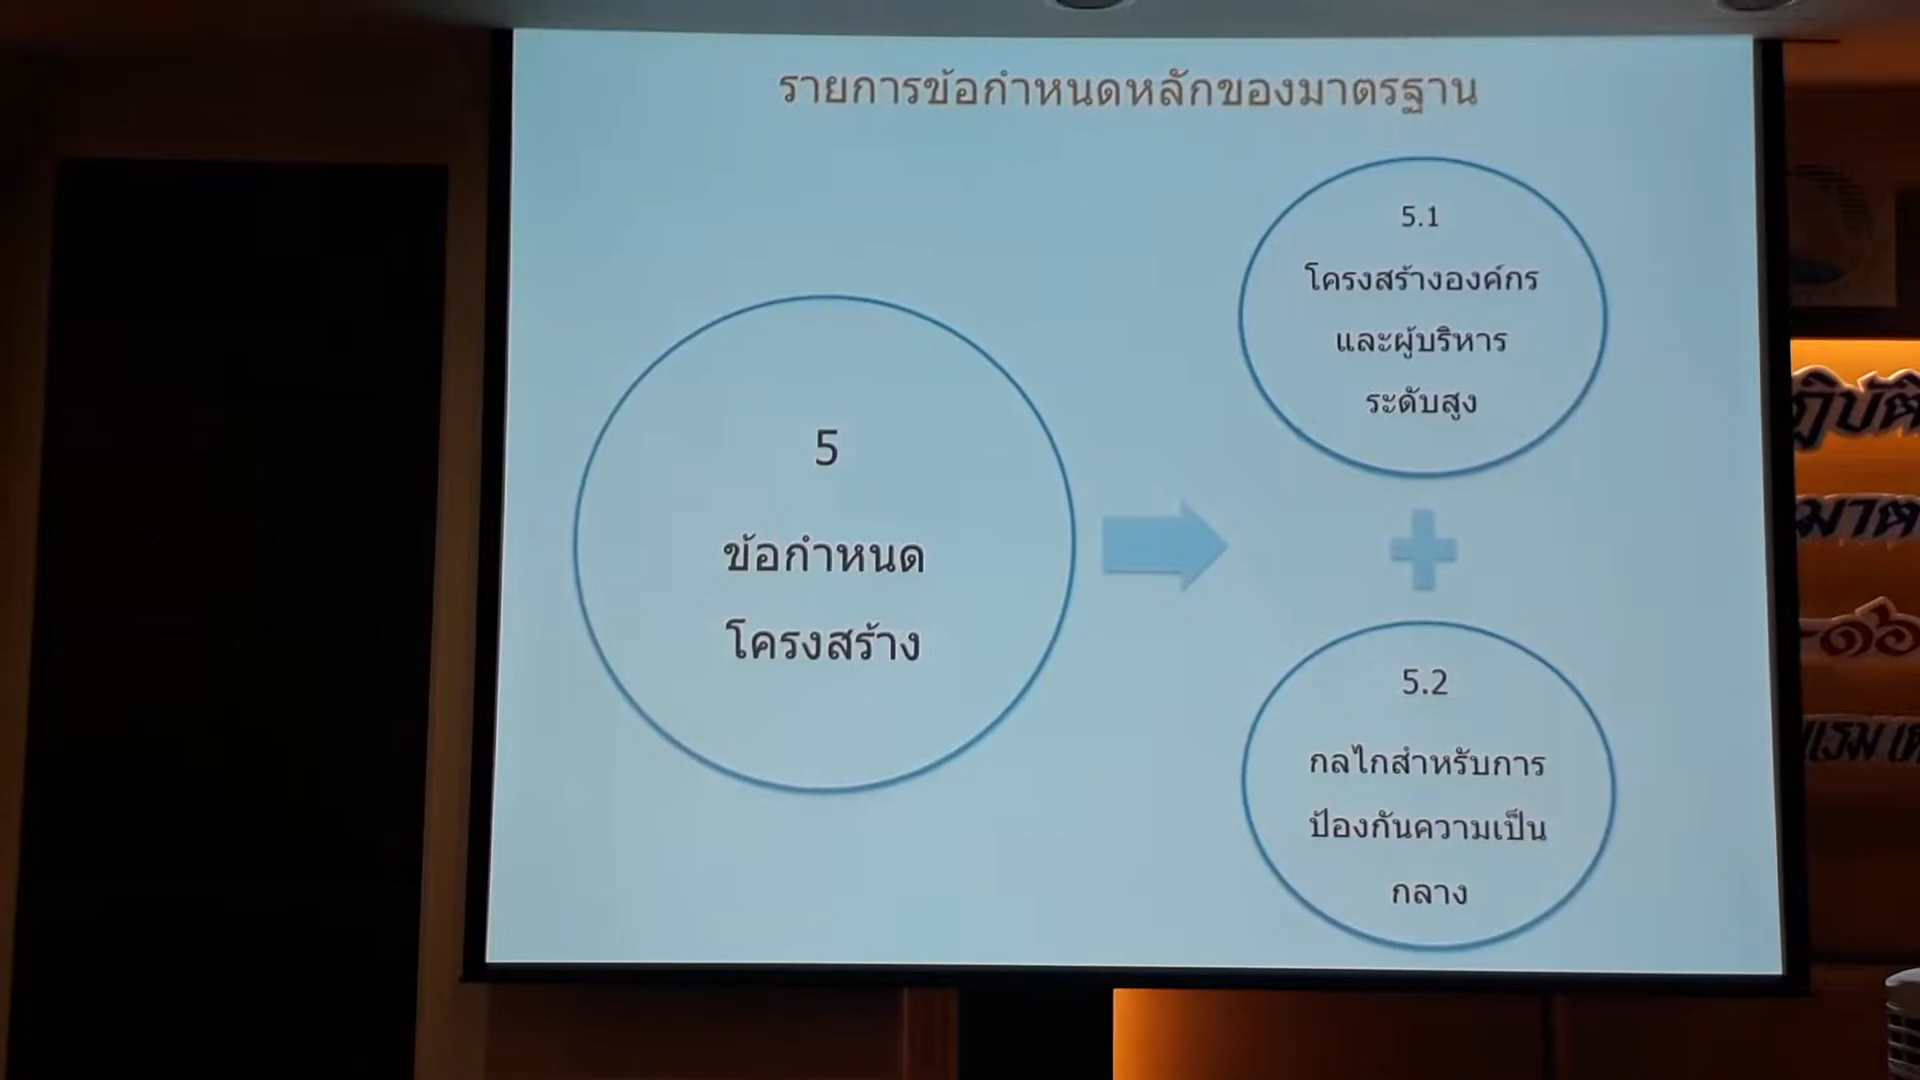 รายการข้อกำหนดหลักของมาตรฐาน
5
ข้อกำหนด
โครงสร้าง
5.1
โครงสร้างองค์กร
และผู้บริหาร
ระดับสูง
5.2
กลไกสำหรับการ
ป้องกันความเป็น
กลาง